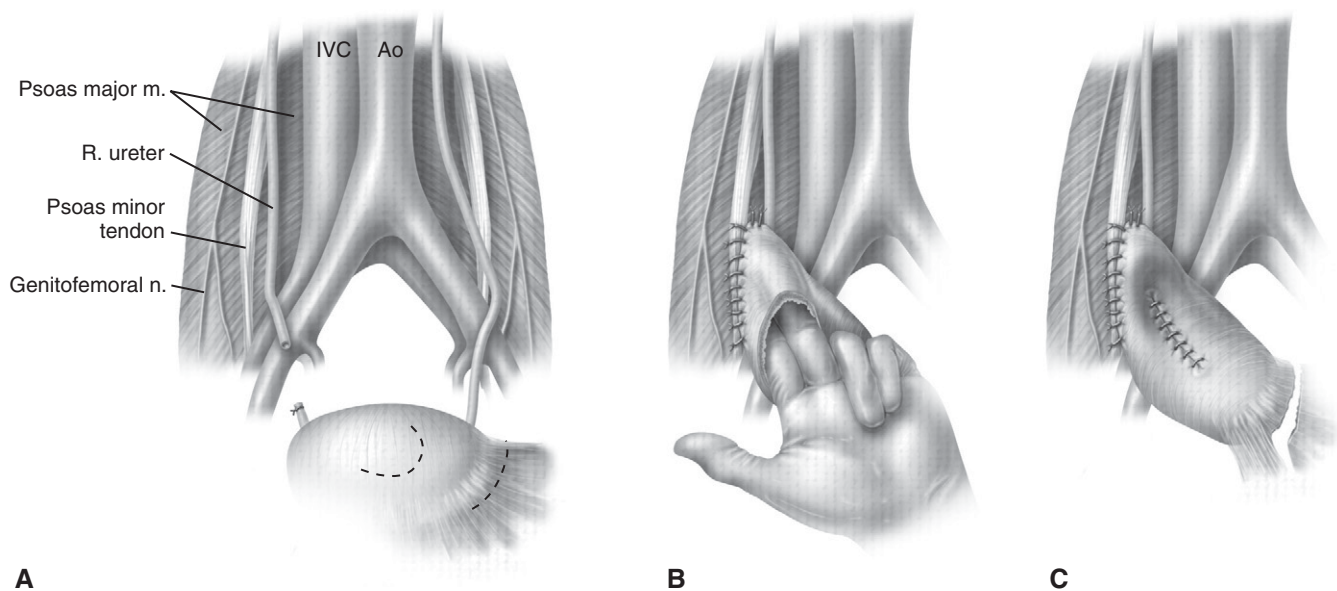 IVC Ao
Psoas major m.
R. ureter
Psoas minor
tendon
Genitofemoral n.
A
B
C